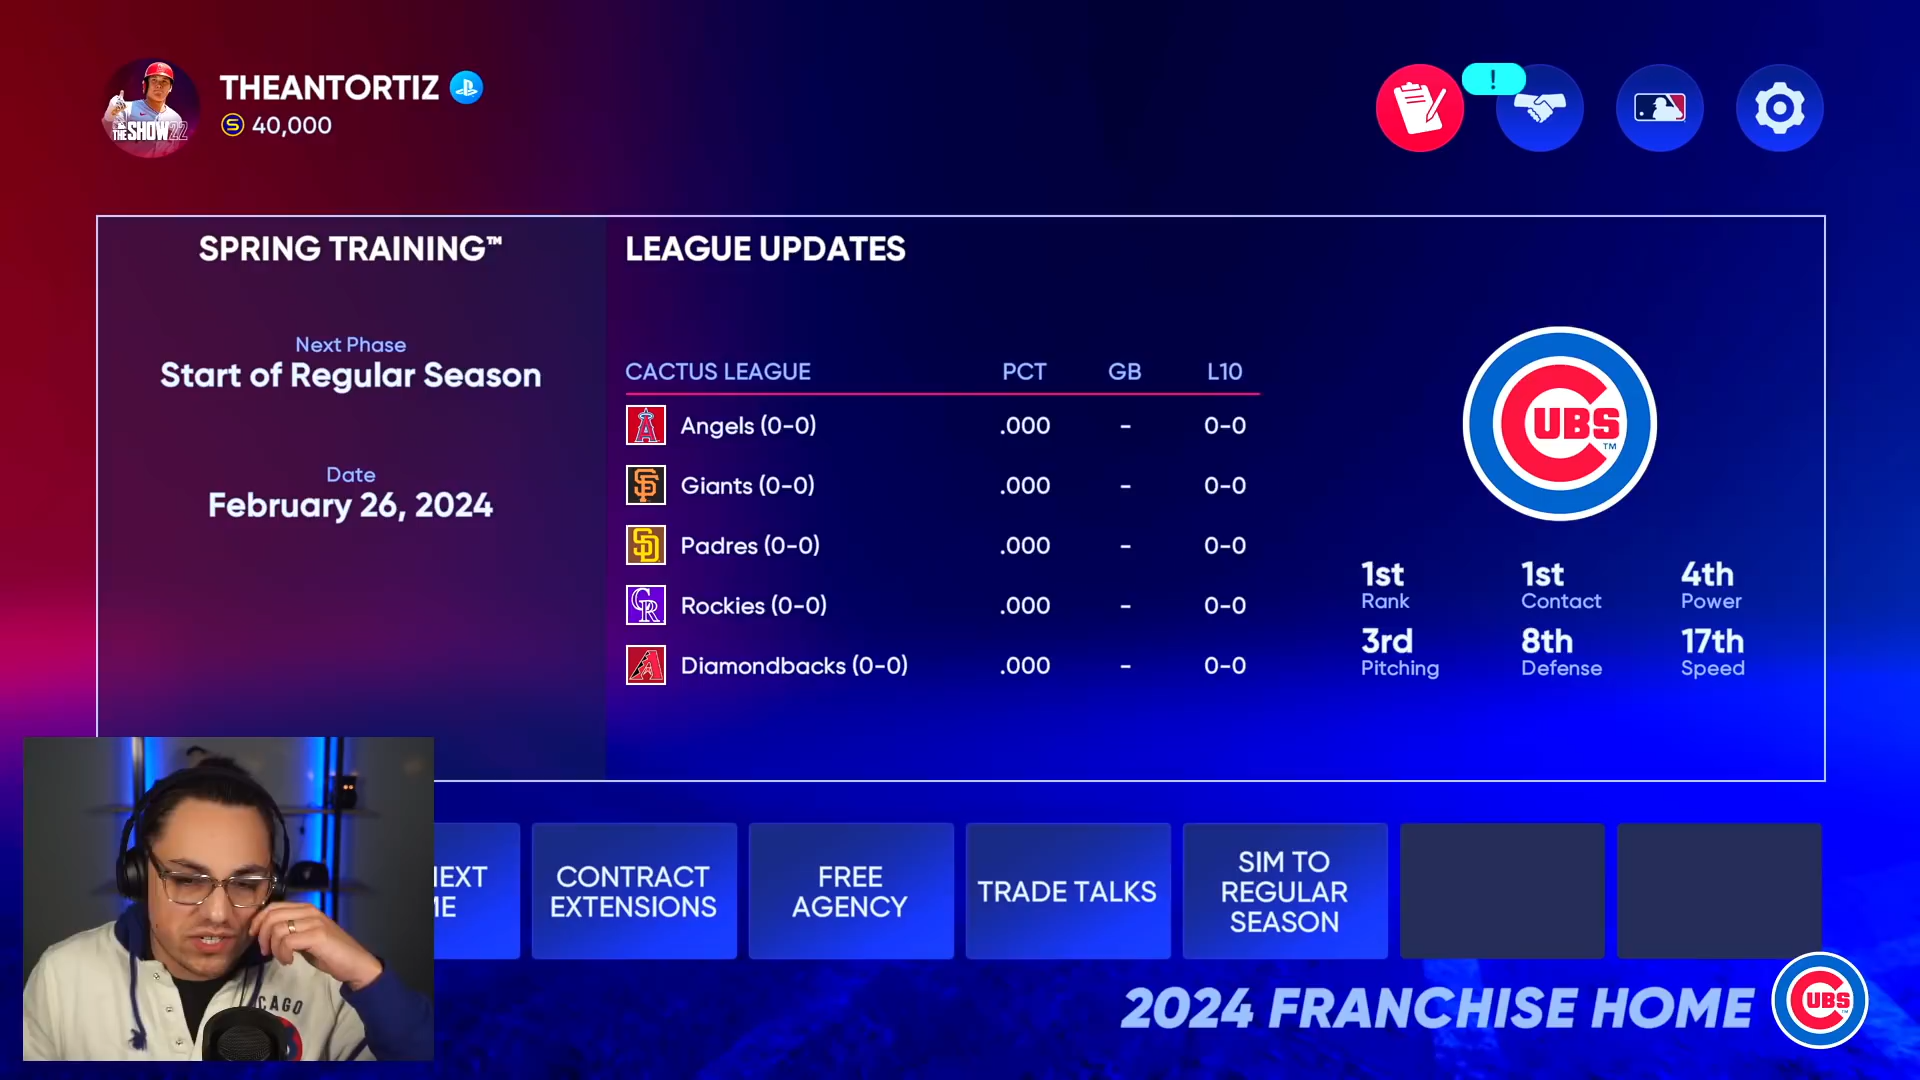 THEANTORTIZ
40,000
THE SHOW 22
!
SPRING TRAINING™
Next Phase
Start of Regular Season
Date
February 26, 2024
LEAGUE UPDATES
CACTUS LEAGUE PCT GB L10
Angels (0-0) .000 - 0-0
Giants (0-0) .000 - 0-0
Padres (0-0) .000 - 0-0
Rockies (0-0) .000 - 0-0
Diamondbacks (0-0) .000 - 0-0
CUBS™
1st 1st 4th
Rank Contact Power
3rd 8th 17th
Pitching Defense Speed
CONTRACT
EXTENSIONS
FREE
AGENCY
TRADE TALKS
SIM TO
REGULAR
SEASON
2024 FRANCHISE HOME
CUBS